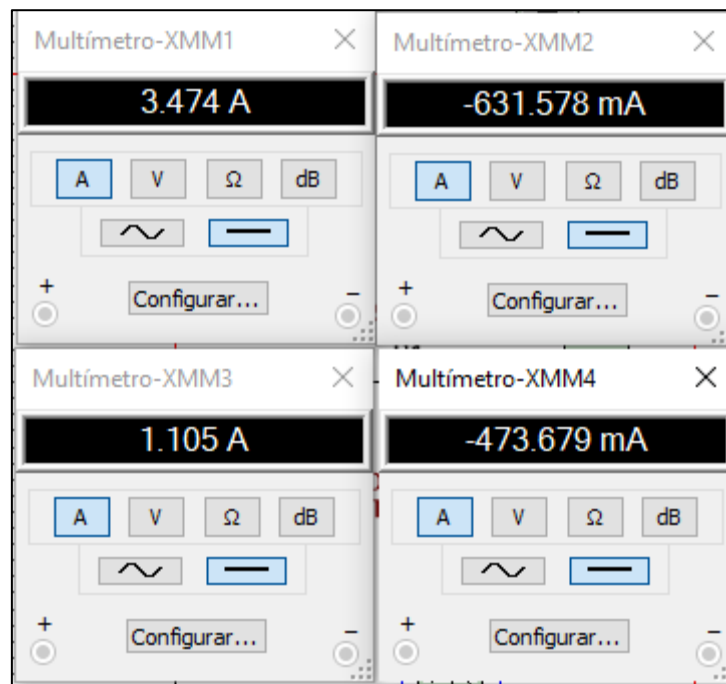 Multímetro-XMM1
3.474 A
A V Ω dB
+ –
Configurar...
Multímetro-XMM2
-631.578 mA
A V Ω dB
+ –
Configurar...
Multímetro-XMM3
1.105 A
A V Ω dB
+ –
Configurar...
Multímetro-XMM4
-473.679 mA
A V Ω dB
+ –
Configurar...